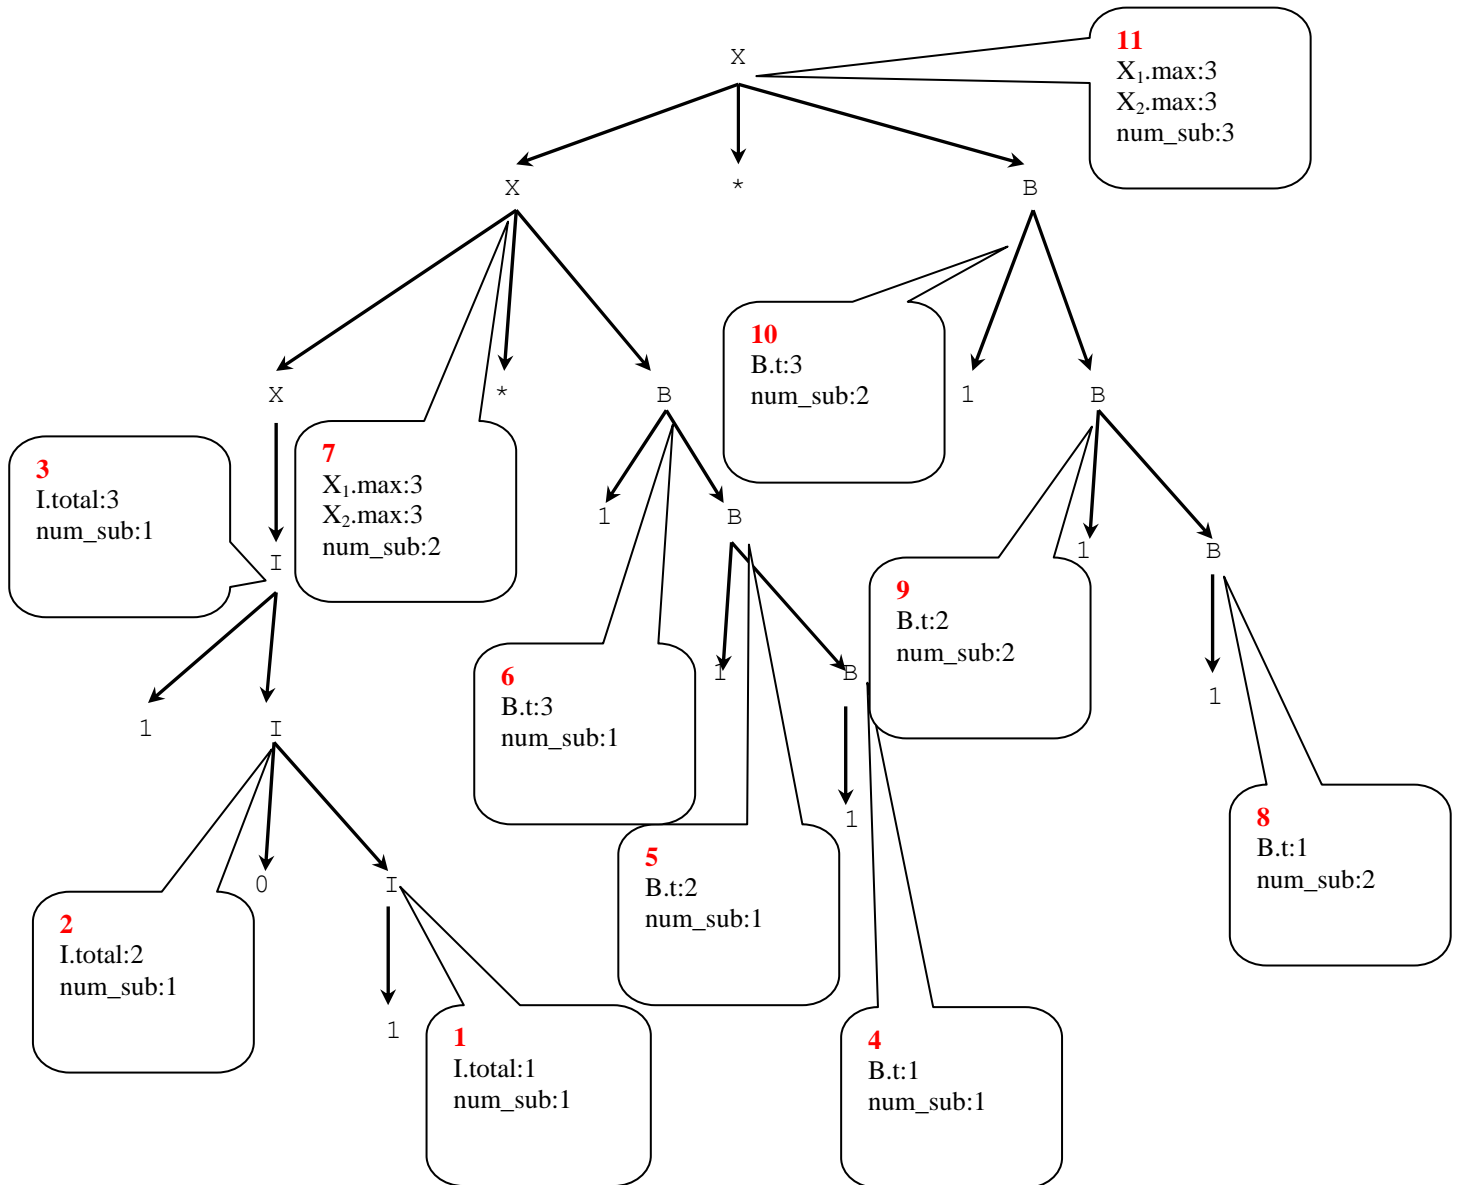 X
11
X₁.max:3
X₂.max:3
num_sub:3
X
*
B
10
B.t:3
num_sub:2
X
*
B
1
B
3
I.total:3
num_sub:1
7
X₁.max:3
X₂.max:3
num_sub:2
1
B
I
1
B
9
B.t:2
num_sub:2
6
B.t:3
num_sub:1
1
B
1
1
I
1
8
B.t:1
num_sub:2
5
B.t:2
num_sub:1
0
I
2
I.total:2
num_sub:1
1
1
I.total:1
num_sub:1
4
B.t:1
num_sub:1